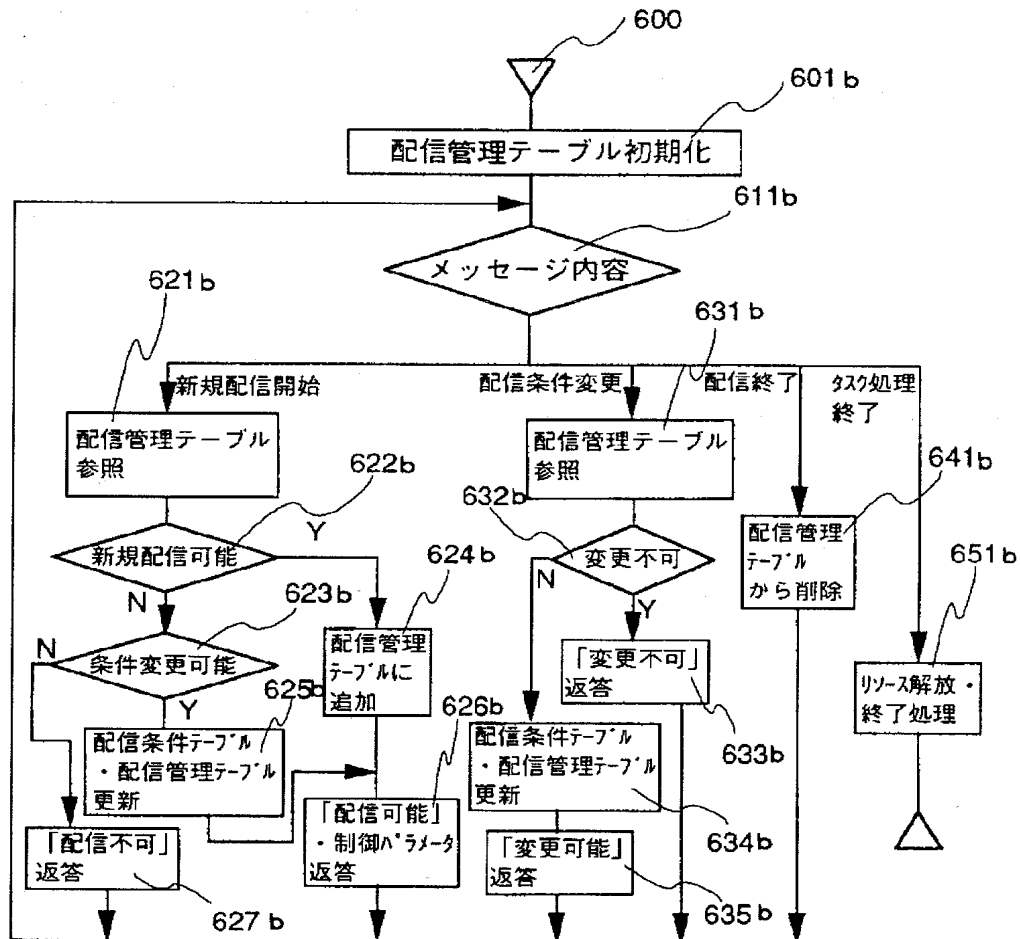 600
601b
配信管理テーブル初期化
611b
メッセージ内容
621b
631b
新規配信開始
配信条件変更
配信終了
タスク処理
終了
配信管理テーブル
参照
配信管理テーブル
参照
622b
632b
641b
新規配信可能
Y
N
変更不可
N
Y
624b
配信管理
テーブル
から削除
651b
623b
条件変更可能
N
Y
配信管理
テーブルに
追加
「変更不可」
返答
リソース解放・
終了処理
625b
626b
633b
配信条件テーブル
・配信管理テーブル
更新
配信条件テーブル
・配信管理テーブル
更新
「配信可能」
・制御パラメータ
返答
634b
「配信不可」
返答
「変更可能」
返答
627b
635b